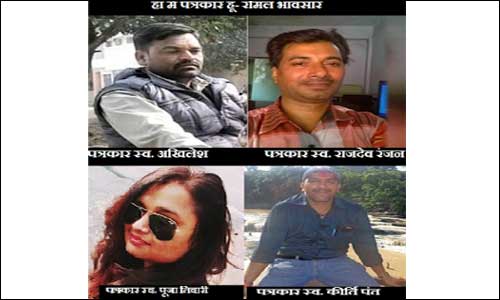 हा म पत्रकार हू- रोमल भावसार
पत्रकार स्व. अखिलेश
पत्रकार स्व. राजदेव रंजन
पत्रकार स्व. पूजा तिवारी
पत्रकार स्व. कीर्ति पंत